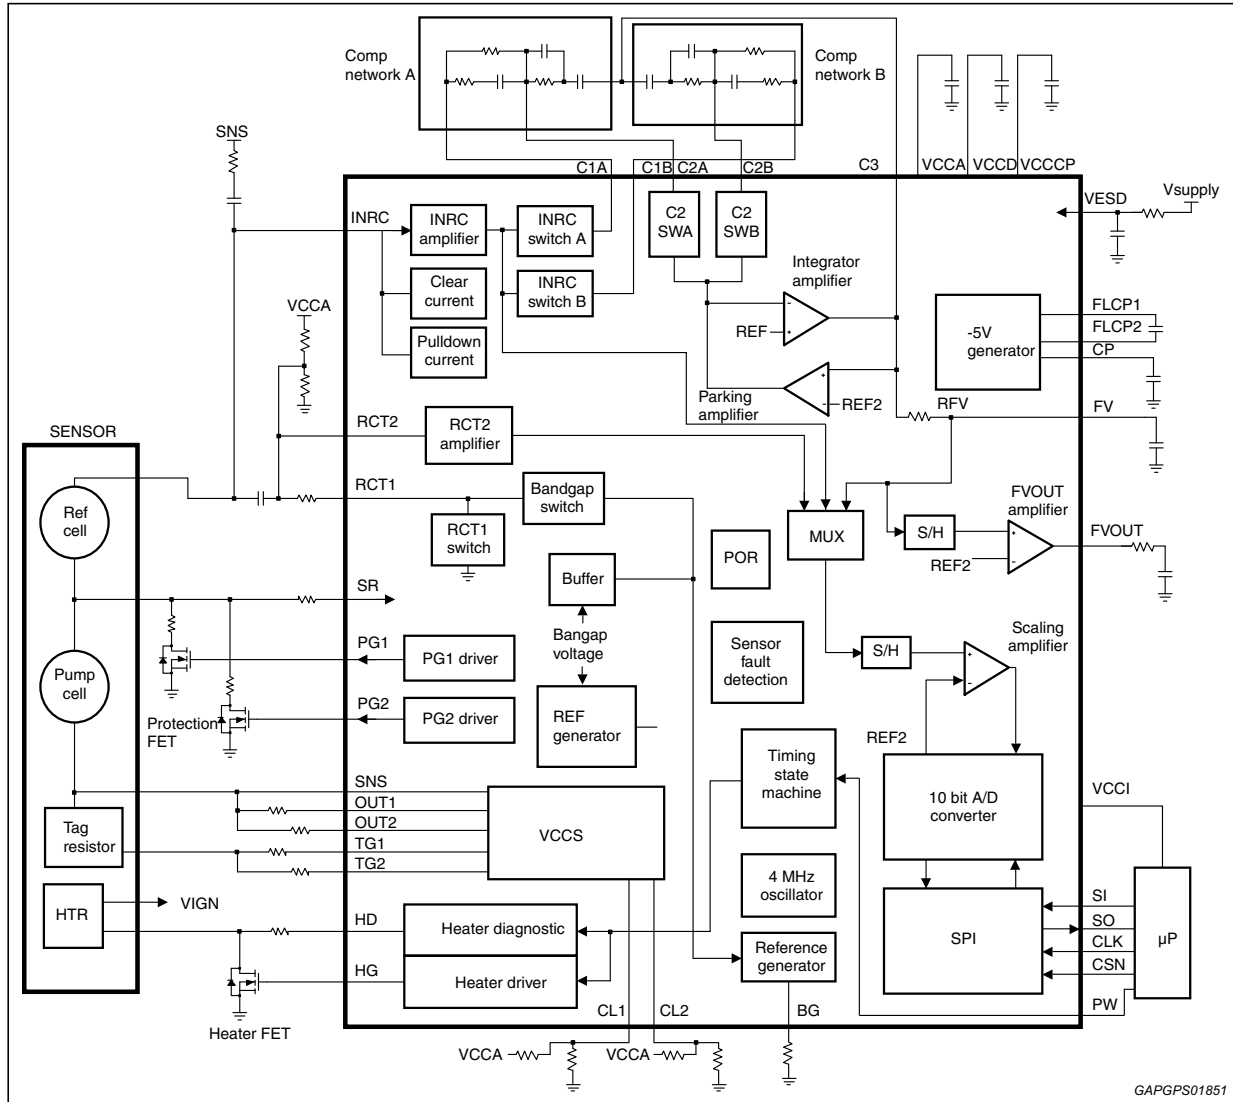 Comp
network A
Comp
network B
SNS
C1A
C1B
C2A
C2B
C3
VCCA
VCCD
VCCCP
VESD
Vsupply
INRC
INRC
amplifier
INRC
switch A
C2
SWA
C2
SWB
Integrator
amplifier
Clear
current
INRC
switch B
VCCA
Pulldown
current
REF
-
+
-5V
generator
FLCP1
FLCP2
CP
Parking
amplifier
+
-
REF2
RFV
FV
SENSOR
RCT2
RCT2
amplifier
Ref
cell
RCT1
Bandgap
switch
RCT1
switch
MUX
S/H
FVOUT
amplifier
+
-
REF2
FVOUT
POR
Buffer
SR
Bangap
voltage
Sensor
fault
detection
S/H
Scaling
amplifier
+
-
PG1
PG1 driver
Pump
cell
Protection
FET
PG2
PG2 driver
REF
generator
REF2
Timing
state
machine
10 bit A/D
converter
VCCI
SNS
OUT1
OUT2
TG1
TG2
VCCS
Tag
resistor
4 MHz
oscillator
HTR
VIGN
HD
Heater diagnostic
HG
Heater driver
Reference
generator
SPI
SI
SO
CLK
CSN
PW
µP
Heater FET
CL1
CL2
BG
VCCA
VCCA
GAPGPS01851